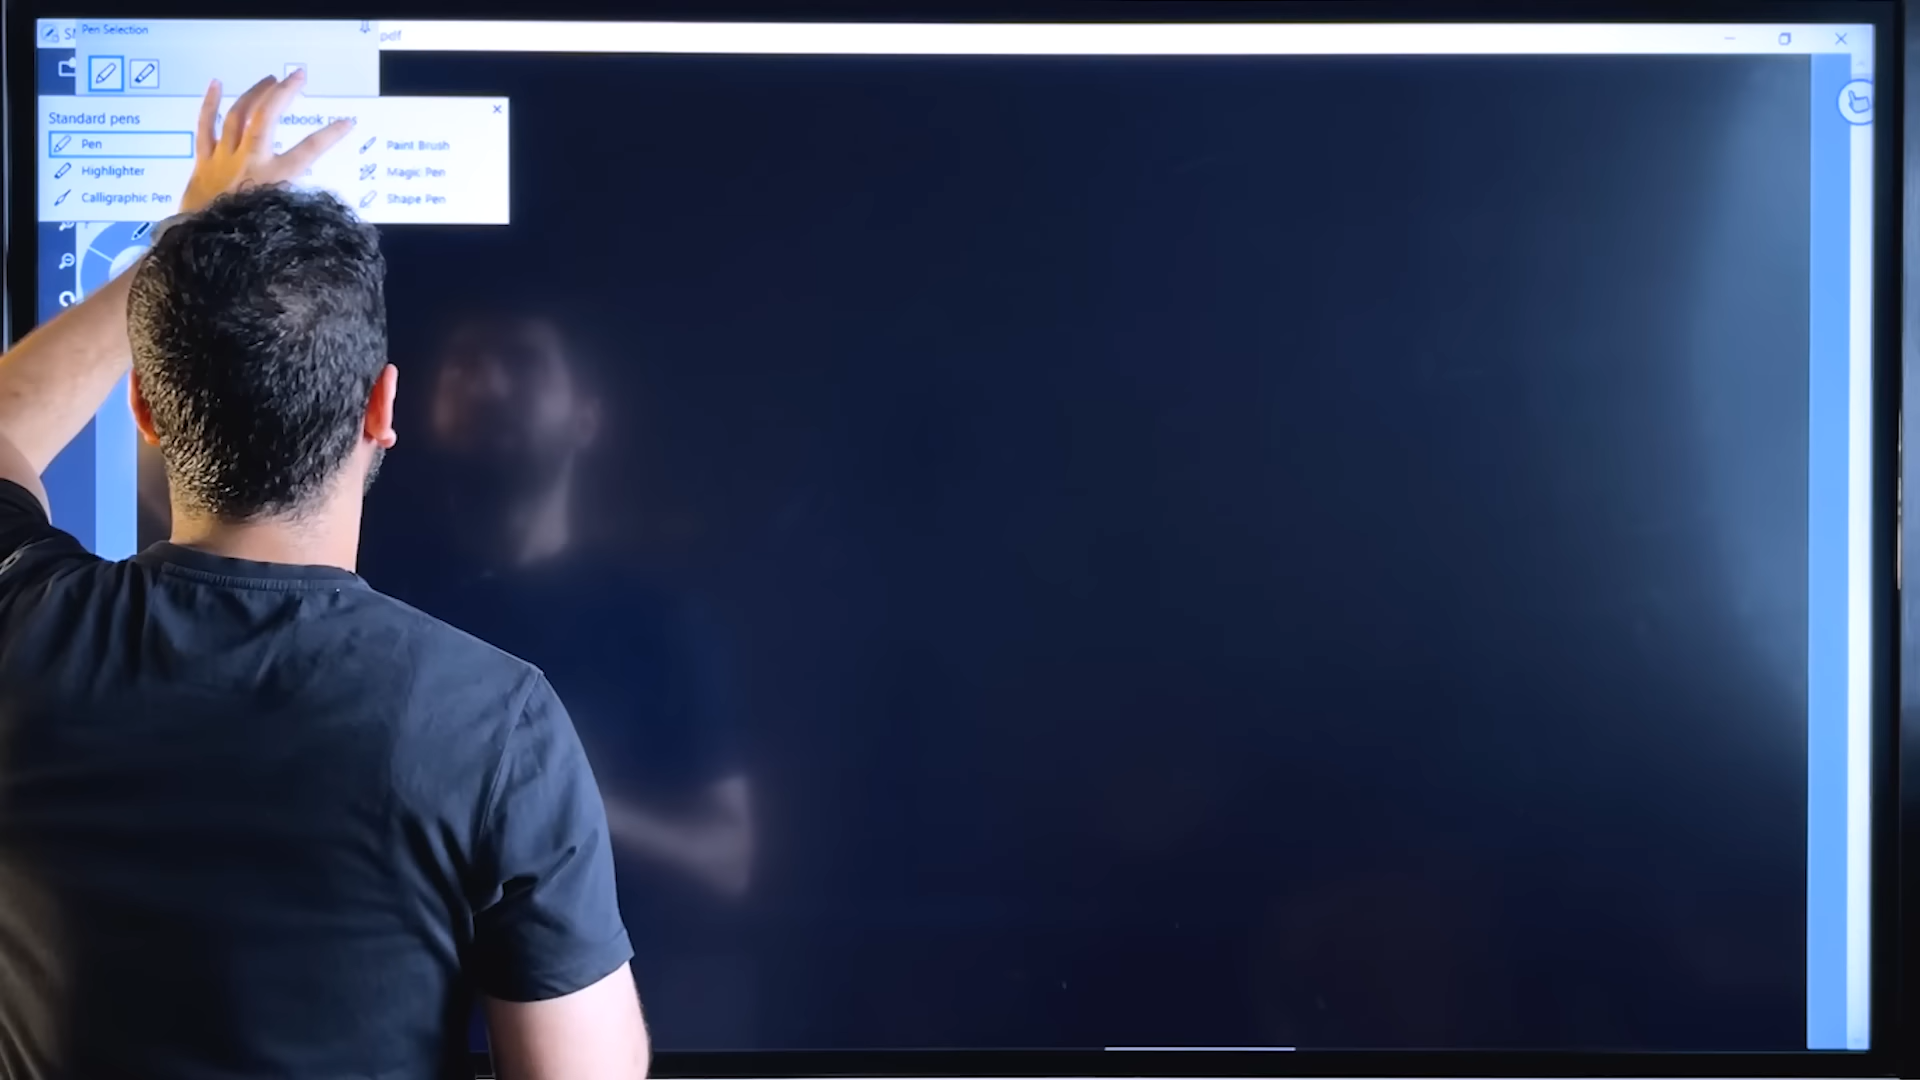 Pen Selection
pdf
Standard pens
Pen
Highlighter
Calligraphic Pen
Paint Brush
Magic Pen
Shape Pen